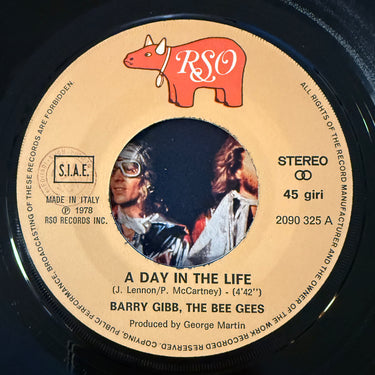 RSO
ALL RIGHTS OF THE RECORD MANUFACTURER AND THE OWNER OF THE WORK RECORDED RESERVED. COPYING, PUBLIC PERFORMANCE BROADCASTING OF THESE RECORDS ARE FORBIDDEN.
S.I.A.E.
MADE IN ITALY
℗ 1978
RSO RECORDS INC.
STEREO
45 giri
2090 325 A
A DAY IN THE LIFE
(J. Lennon/P. McCartney) - (4'42'')
BARRY GIBB, THE BEE GEES
Produced by George Martin